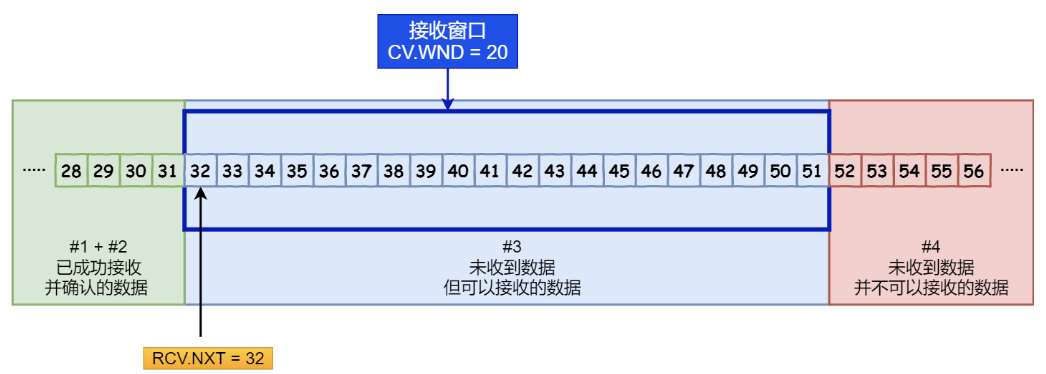 接收窗口
CV.WND = 20
..... 28 29 30 31 32 33 34 35 36 37 38 39 40 41 42 43 44 45 46 47 48 49 50 51 52 53 54 55 56 .....
#1 + #2
已成功接收
并确认的数据
#3
未收到数据
但可以接收的数据
#4
未收到数据
并不可以接收的数据
RCV.NXT = 32